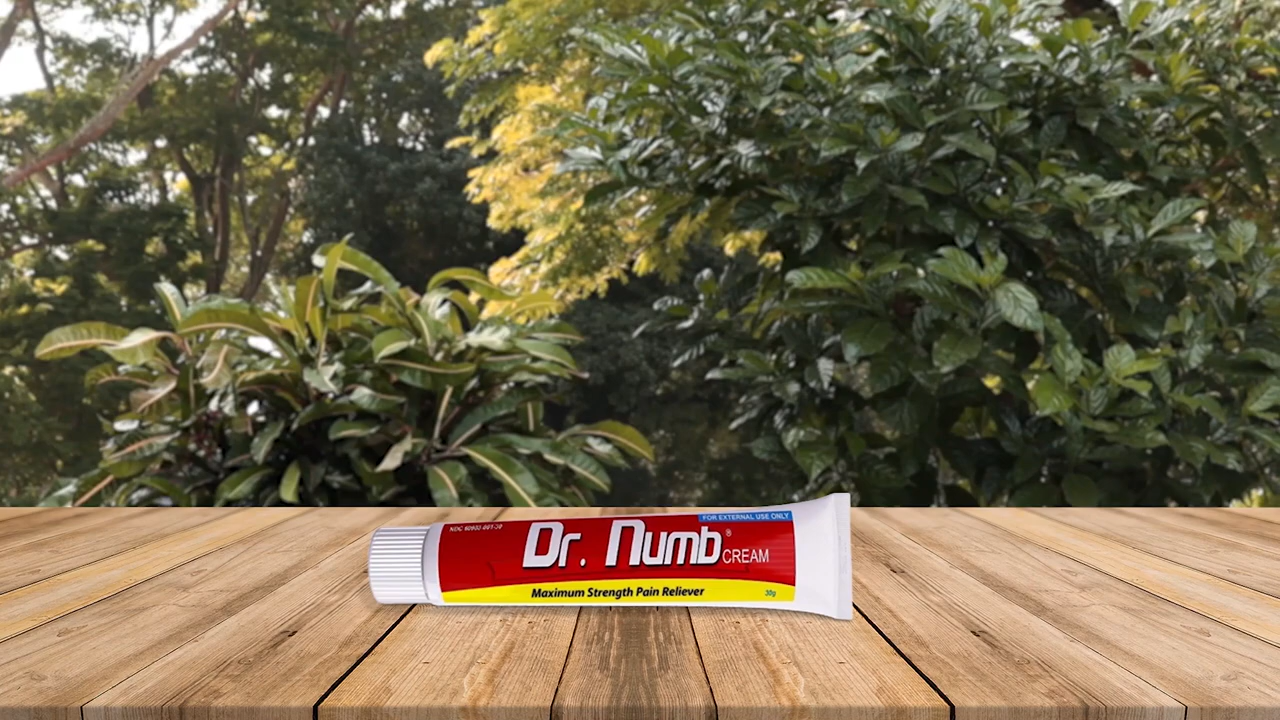 FOR EXTERNAL USE ONLY
Dr. Numb®
CREAM
Maximum Strength Pain Reliever
30g